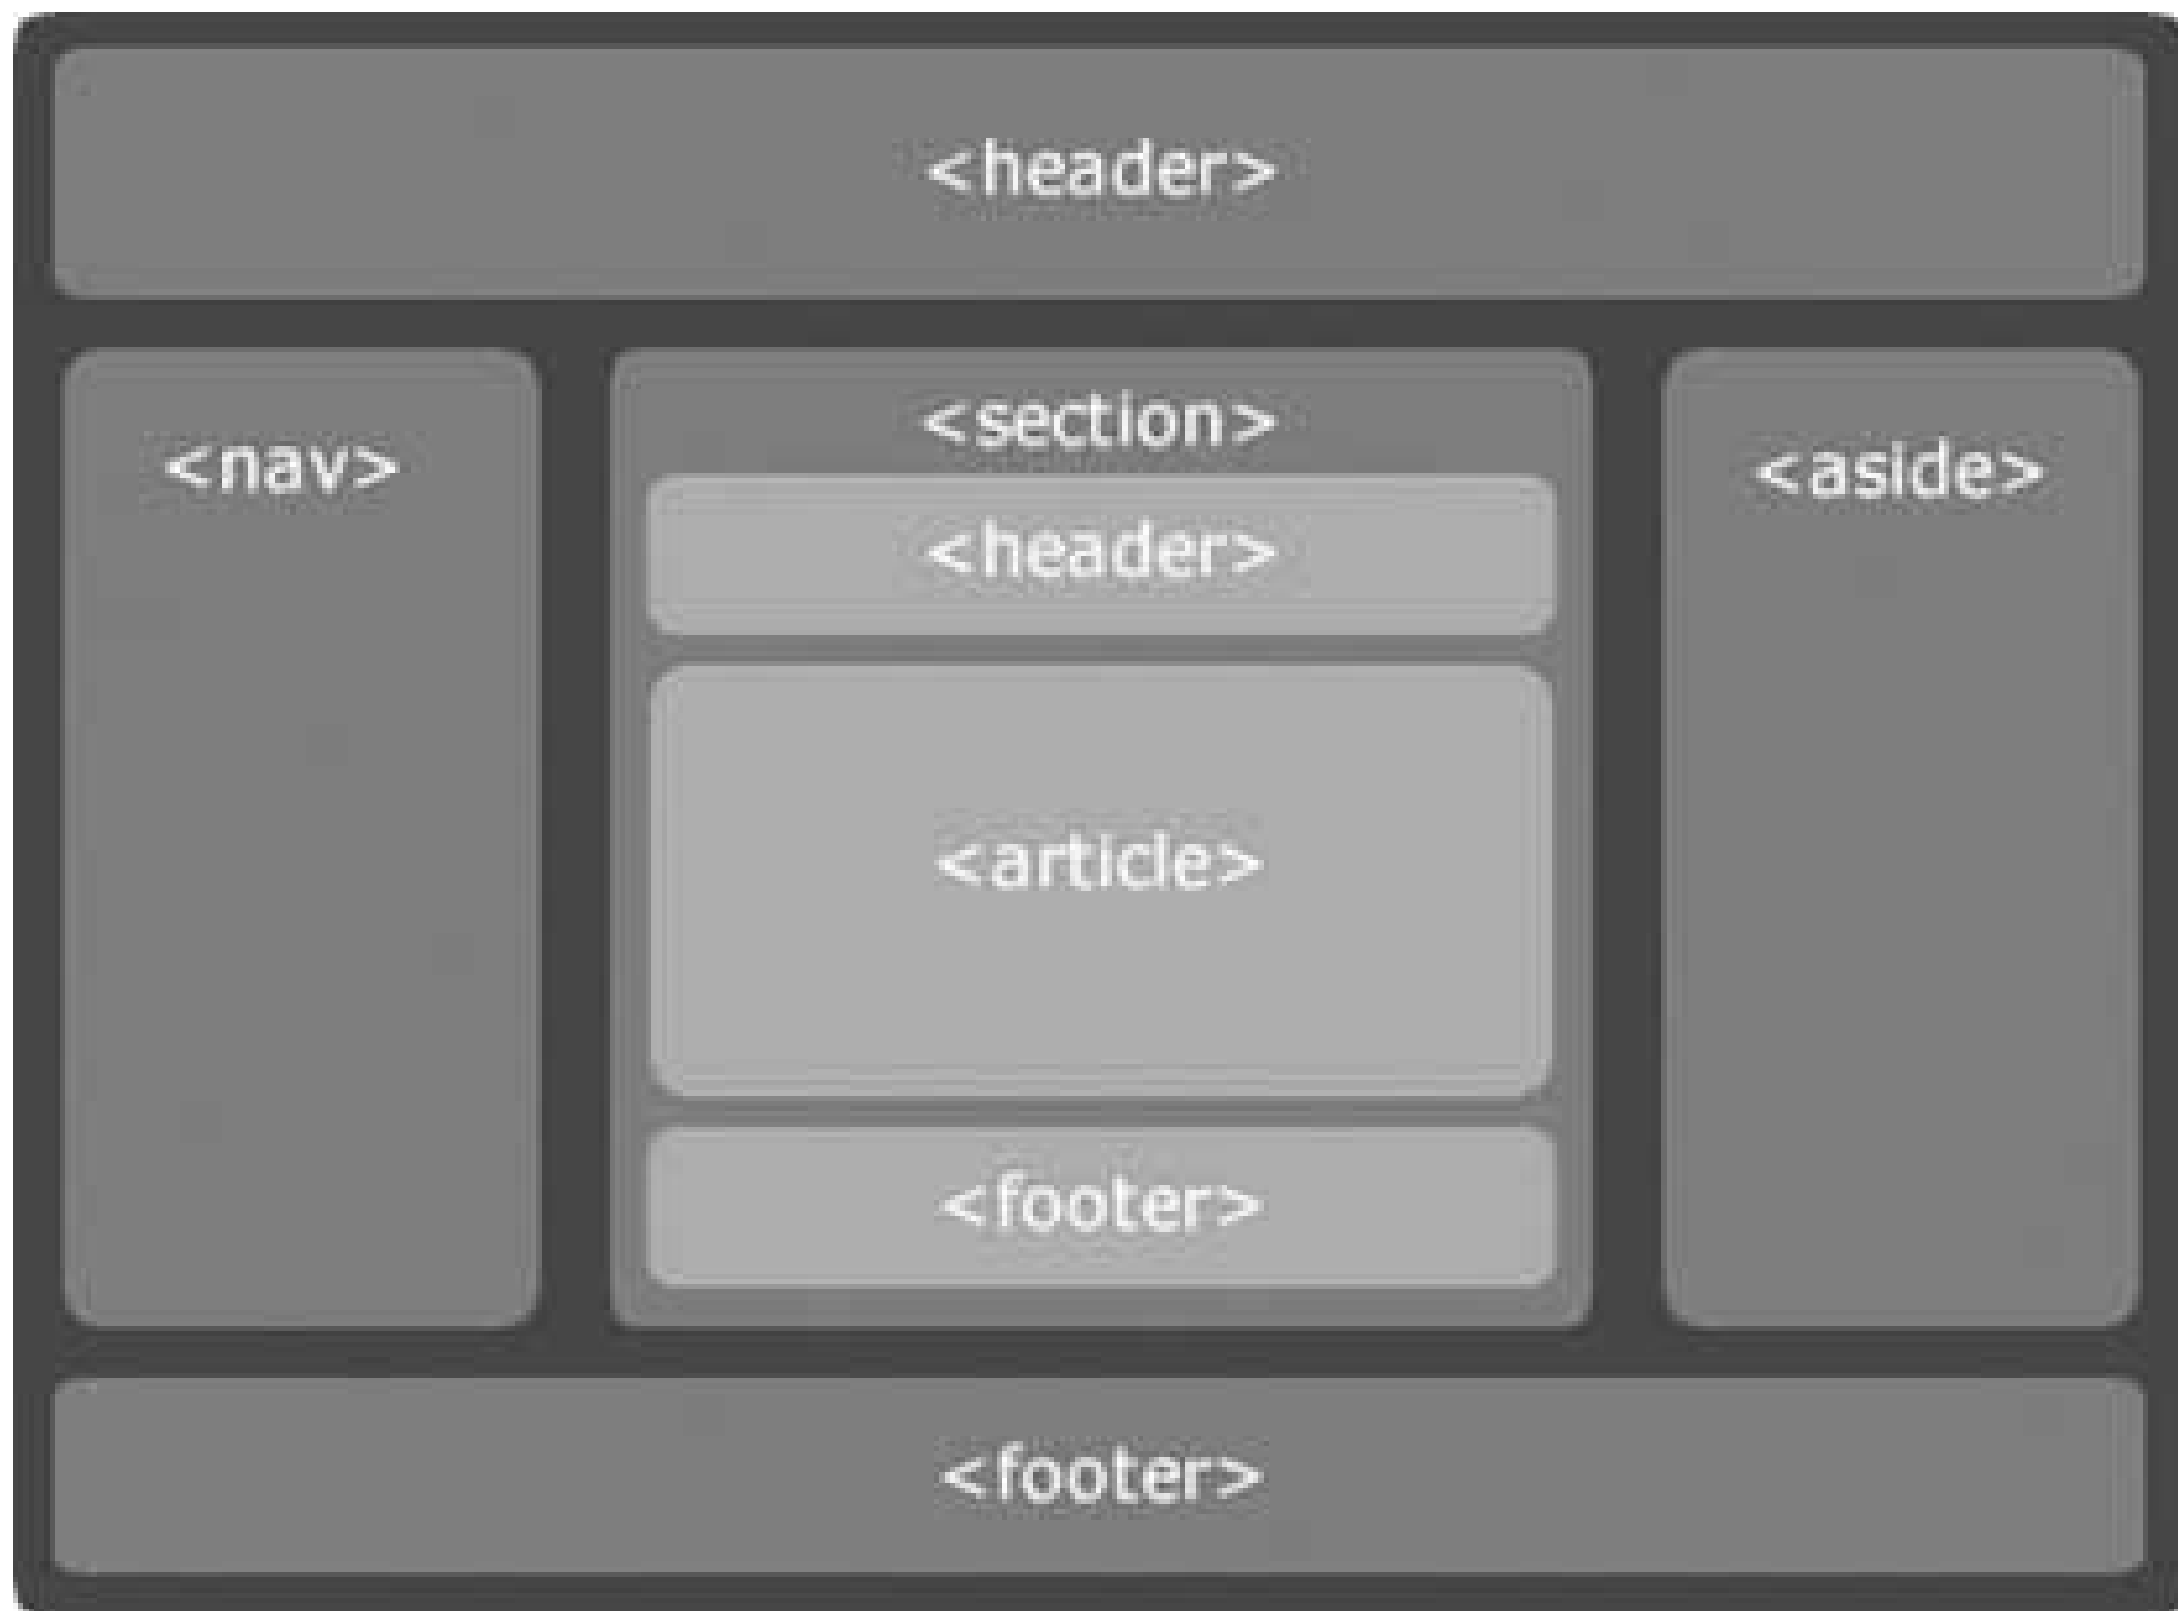 <header>
<nav>
<section>
<header>
<article>
<footer>
<aside>
<footer>